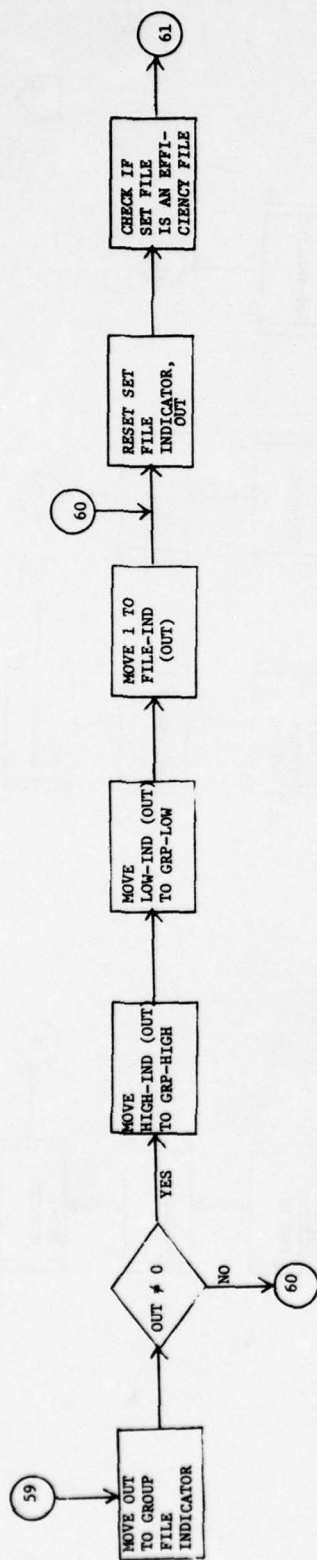 59
MOVE OUT
TO GROUP
FILE
INDICATOR
OUT ≠ 0
NO
60
YES
MOVE
HIGH-IND (OUT)
TO GRP-HIGH
MOVE
LOW-IND (OUT)
TO GRP-LOW
MOVE 1 TO
FILE-IND
(OUT)
60
RESET SET
FILE
INDICATOR,
OUT
CHECK IF
SET FILE
IS AN EFFI-
CIENCY FILE
61